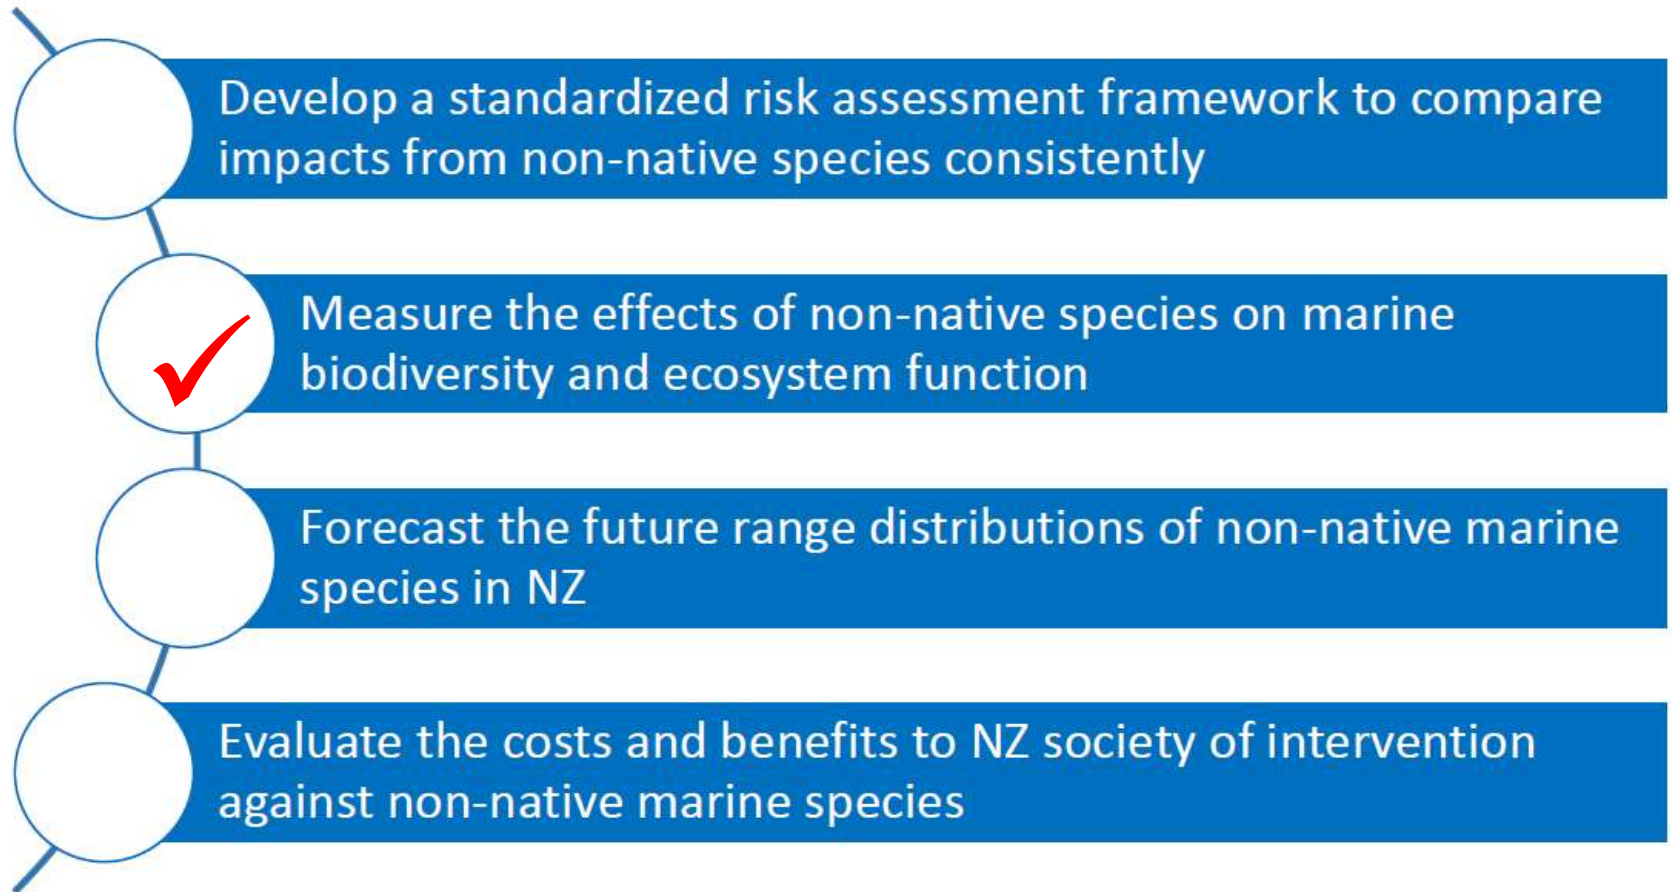 Develop a standardized risk assessment framework to compare
impacts from non-native species consistently
Measure the effects of non-native species on marine
biodiversity and ecosystem function
Forecast the future range distributions of non-native marine
species in NZ
Evaluate the costs and benefits to NZ society of intervention
against non-native marine species